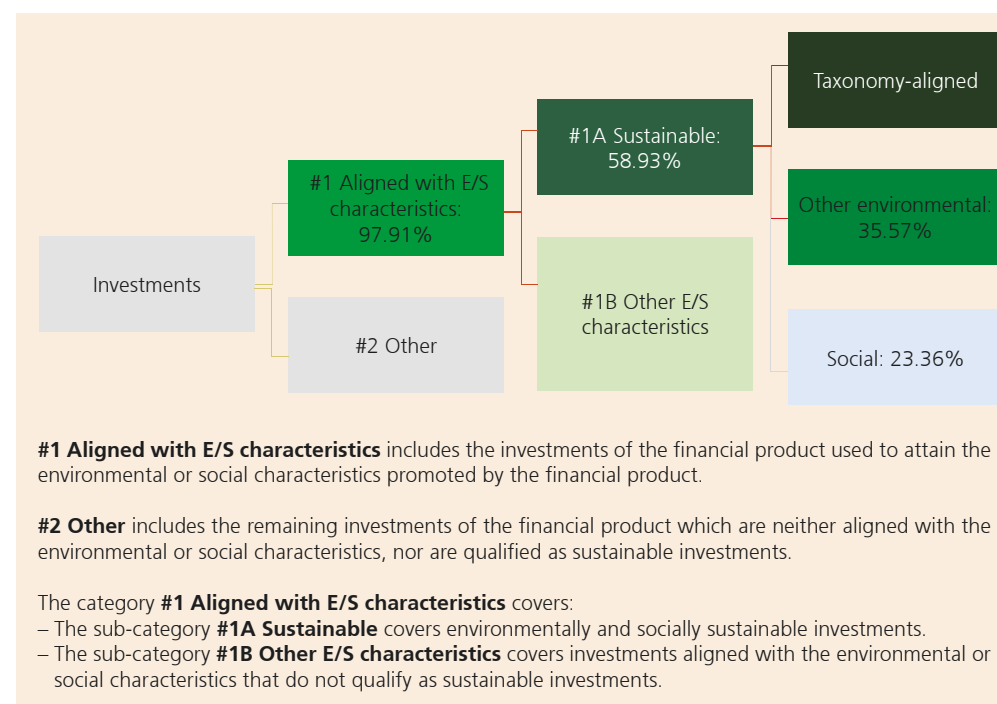 Taxonomy-aligned
#1A Sustainable:
58.93%
#1 Aligned with E/S
characteristics:
97.91%
Other environmental:
35.57%
Investments
#1B Other E/S
characteristics
#2 Other
Social: 23.36%
#1 Aligned with E/S characteristics includes the investments of the financial product used to attain the
environmental or social characteristics promoted by the financial product.
#2 Other includes the remaining investments of the financial product which are neither aligned with the
environmental or social characteristics, nor are qualified as sustainable investments.
The category #1 Aligned with E/S characteristics covers:
– The sub-category #1A Sustainable covers environmentally and socially sustainable investments.
– The sub-category #1B Other E/S characteristics covers investments aligned with the environmental or
social characteristics that do not qualify as sustainable investments.